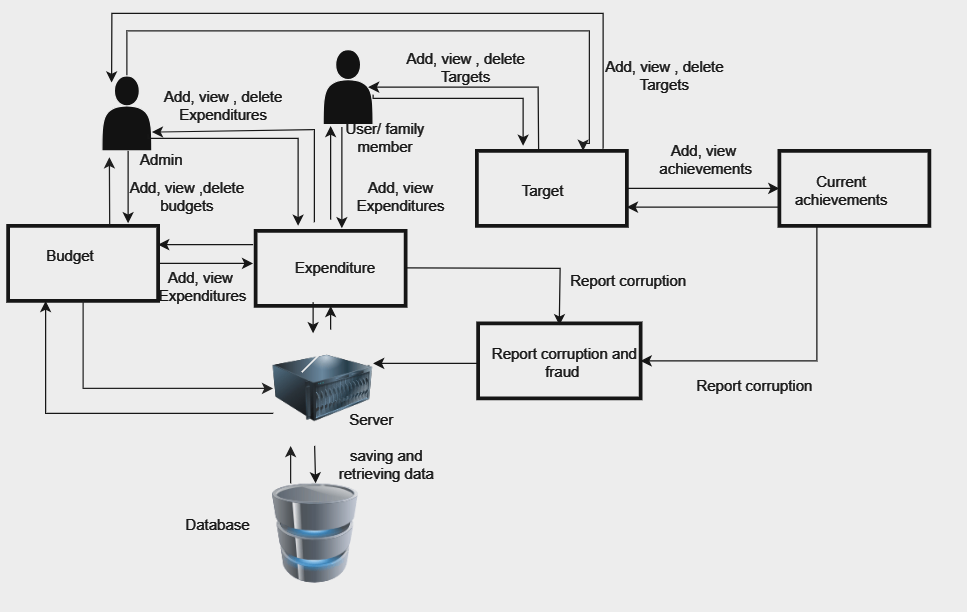 Add, view , delete
Targets
Add, view , delete
Targets
Add, view , delete
Expenditures
User/ family
member
Admin
Add, view
achievements
Current
achievements
Target
Add, view ,delete
budgets
Add, view
Expenditures
Budget
Expenditure
Add, view
Expenditures
Report corruption
Report corruption and
fraud
Report corruption
Server
saving and
retrieving data
Database